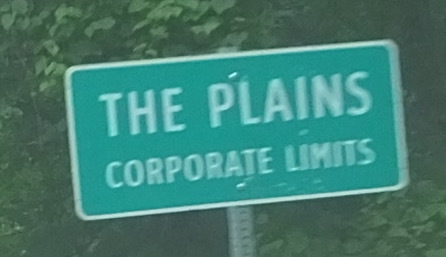 THE PLAINS
CORPORATE LIMITS